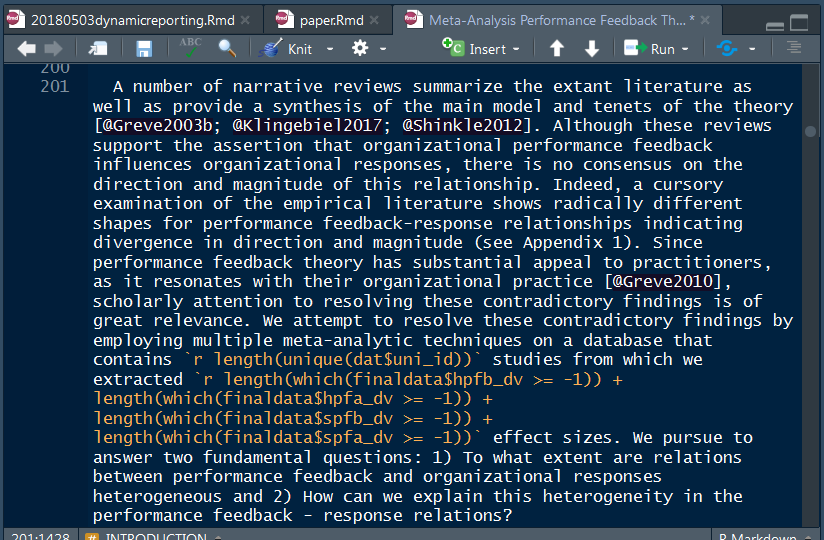 20180503dynamicreporting.Rmd × paper.Rmd × Meta-Analysis Performance Feedback Th... * ×
ABC Knit Insert Run
200
201 A number of narrative reviews summarize the extant literature as
well as provide a synthesis of the main model and tenets of the theory
[@Greve2003b; @Klingebiel2017; @Shinkle2012]. Although these reviews
support the assertion that organizational performance feedback
influences organizational responses, there is no consensus on the
direction and magnitude of this relationship. Indeed, a cursory
examination of the empirical literature shows radically different
shapes for performance feedback-response relationships indicating
divergence in direction and magnitude (see Appendix 1). Since
performance feedback theory has substantial appeal to practitioners,
as it resonates with their organizational practice [@Greve2010],
scholarly attention to resolving these contradictory findings is of
great relevance. We attempt to resolve these contradictory findings by
employing multiple meta-analytic techniques on a database that
contains `r length(unique(dat$uni_id))` studies from which we
extracted `r length(which(finaldata$hpfb_dv >= -1)) +
length(which(finaldata$hpfa_dv >= -1)) +
length(which(finaldata$spfb_dv >= -1)) +
length(which(finaldata$spfa_dv >= -1))` effect sizes. We pursue to
answer two fundamental questions: 1) To what extent are relations
between performance feedback and organizational responses
heterogeneous and 2) How can we explain this heterogeneity in the
performance feedback - response relations?
201:1428 # INTRODUCTION R Markdown